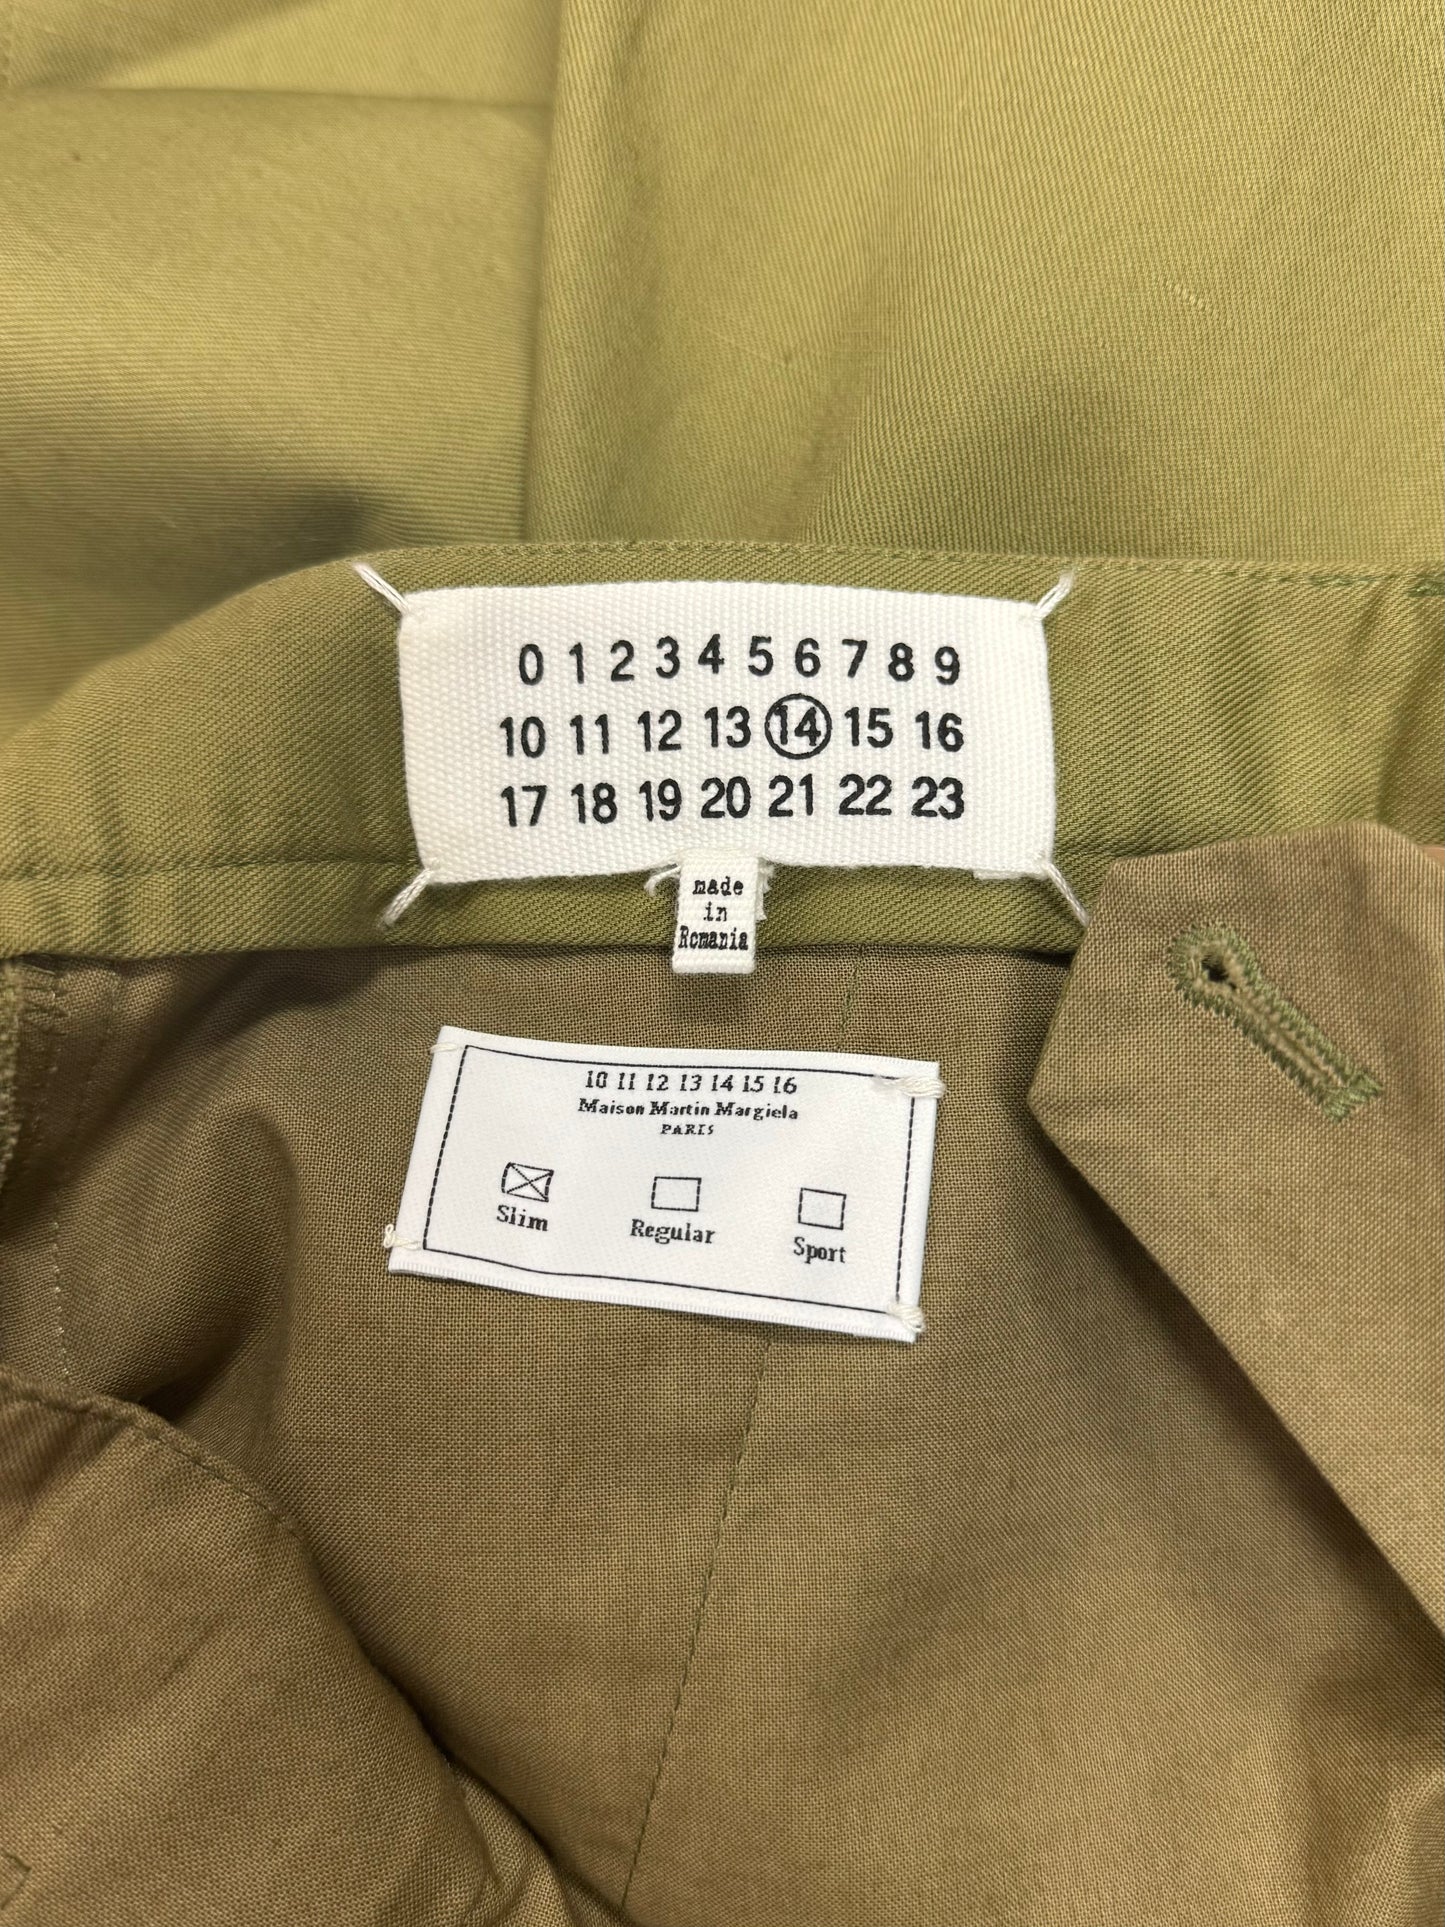 0 1 2 3 4 5 6 7 8 9
10 11 12 13 14 15 16
17 18 19 20 21 22 23
made
in
Romania
10 11 12 13 14 15 16
Maison Martin Margiela
PARIS
Slim Regular Sport